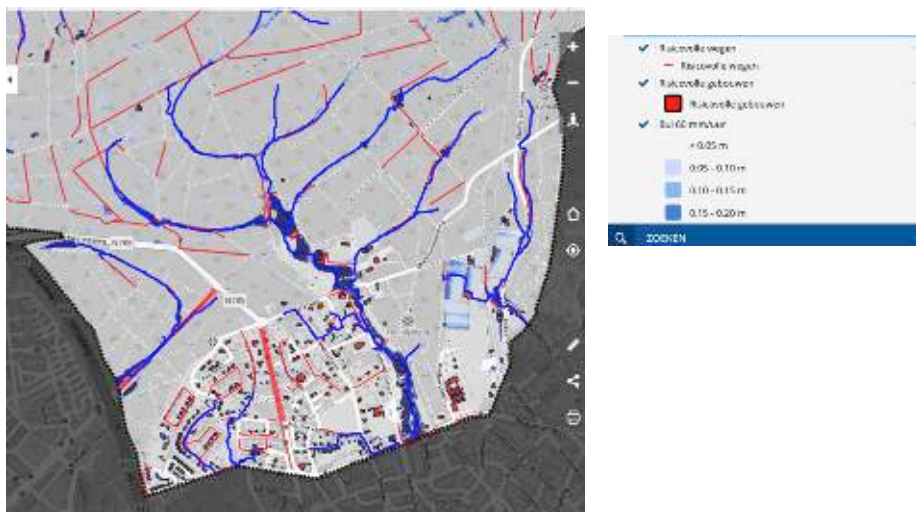 Risicovolle wegen
Risicovolle wegen
Risicovolle gebouwen
Risicovolle gebouwen
Bui 60 mm/uur
< 0.05 m
0.05 - 0.10 m
0.10 - 0.15 m
0.15 - 0.20 m
ZOEKEN